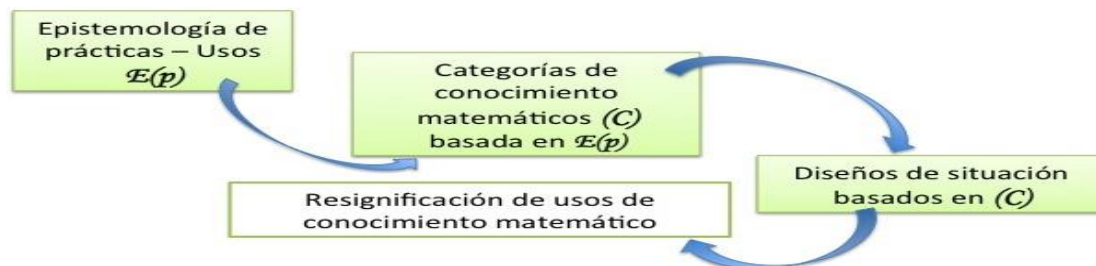 Epistemología de
prácticas – Usos
E(p)
Categorías de
conocimiento
matemáticos (C)
basada en E(p)
Diseños de situación
basados en (C)
Resignificación de usos de
conocimiento matemático